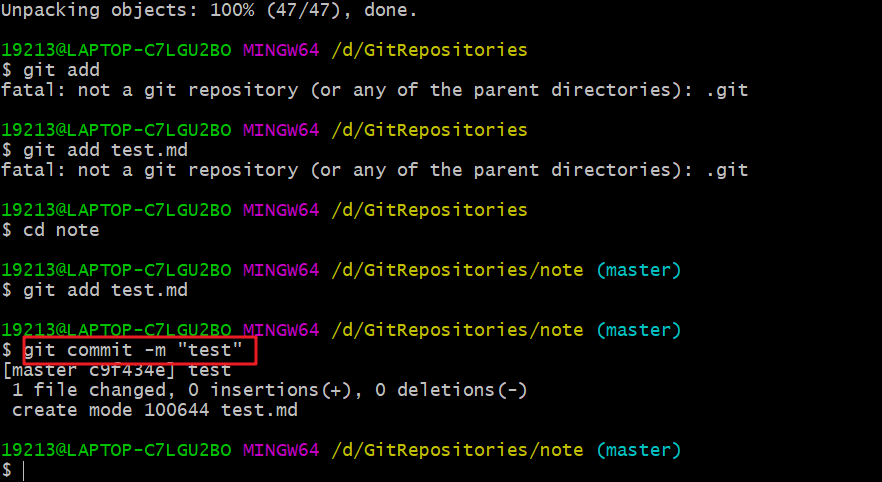 Unpacking objects: 100% (47/47), done.
19213@LAPTOP-C7LGU2BO MINGW64 /d/GitRepositories
$ git add
fatal: not a git repository (or any of the parent directories): .git
19213@LAPTOP-C7LGU2BO MINGW64 /d/GitRepositories
$ git add test.md
fatal: not a git repository (or any of the parent directories): .git
19213@LAPTOP-C7LGU2BO MINGW64 /d/GitRepositories
$ cd note
19213@LAPTOP-C7LGU2BO MINGW64 /d/GitRepositories/note (master)
$ git add test.md
19213@LAPTOP-C7LGU2BO MINGW64 /d/GitRepositories/note (master)
$ git commit -m "test"
[master c9f434e] test
 1 file changed, 0 insertions(+), 0 deletions(-)
 create mode 100644 test.md
19213@LAPTOP-C7LGU2BO MINGW64 /d/GitRepositories/note (master)
$